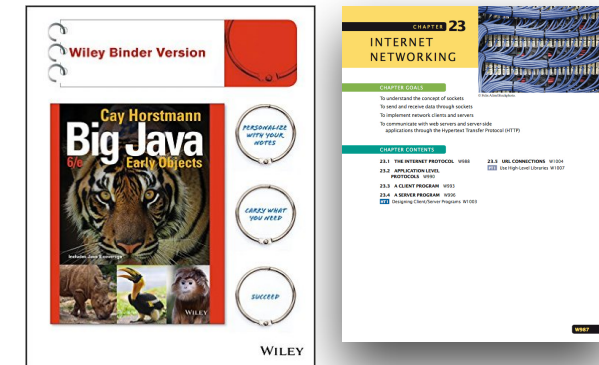 Wiley Binder Version
Cay Horstmann
Big Java
6/e
Early Objects
WILEY
PERSONALIZE
WITH YOUR
NOTES
CARRY WHAT
YOU NEED
SUCCEED
WILEY
CHAPTER 23
INTERNET
NETWORKING
CHAPTER GOALS
To understand the concept of sockets
To send and receive data through sockets
To implement network clients and servers
To communicate with web servers and server-side
applications through the Hypertext Transfer Protocol (HTTP)
CHAPTER CONTENTS
23.1 THE INTERNET PROTOCOL W988
23.2 APPLICATION LEVEL
PROTOCOLS W990
23.3 A CLIENT PROGRAM W993
23.4 A SERVER PROGRAM W996
Designing Client/Server Programs W1003
23.5 URL CONNECTIONS W1004
Use High-Level Libraries W1007
W987